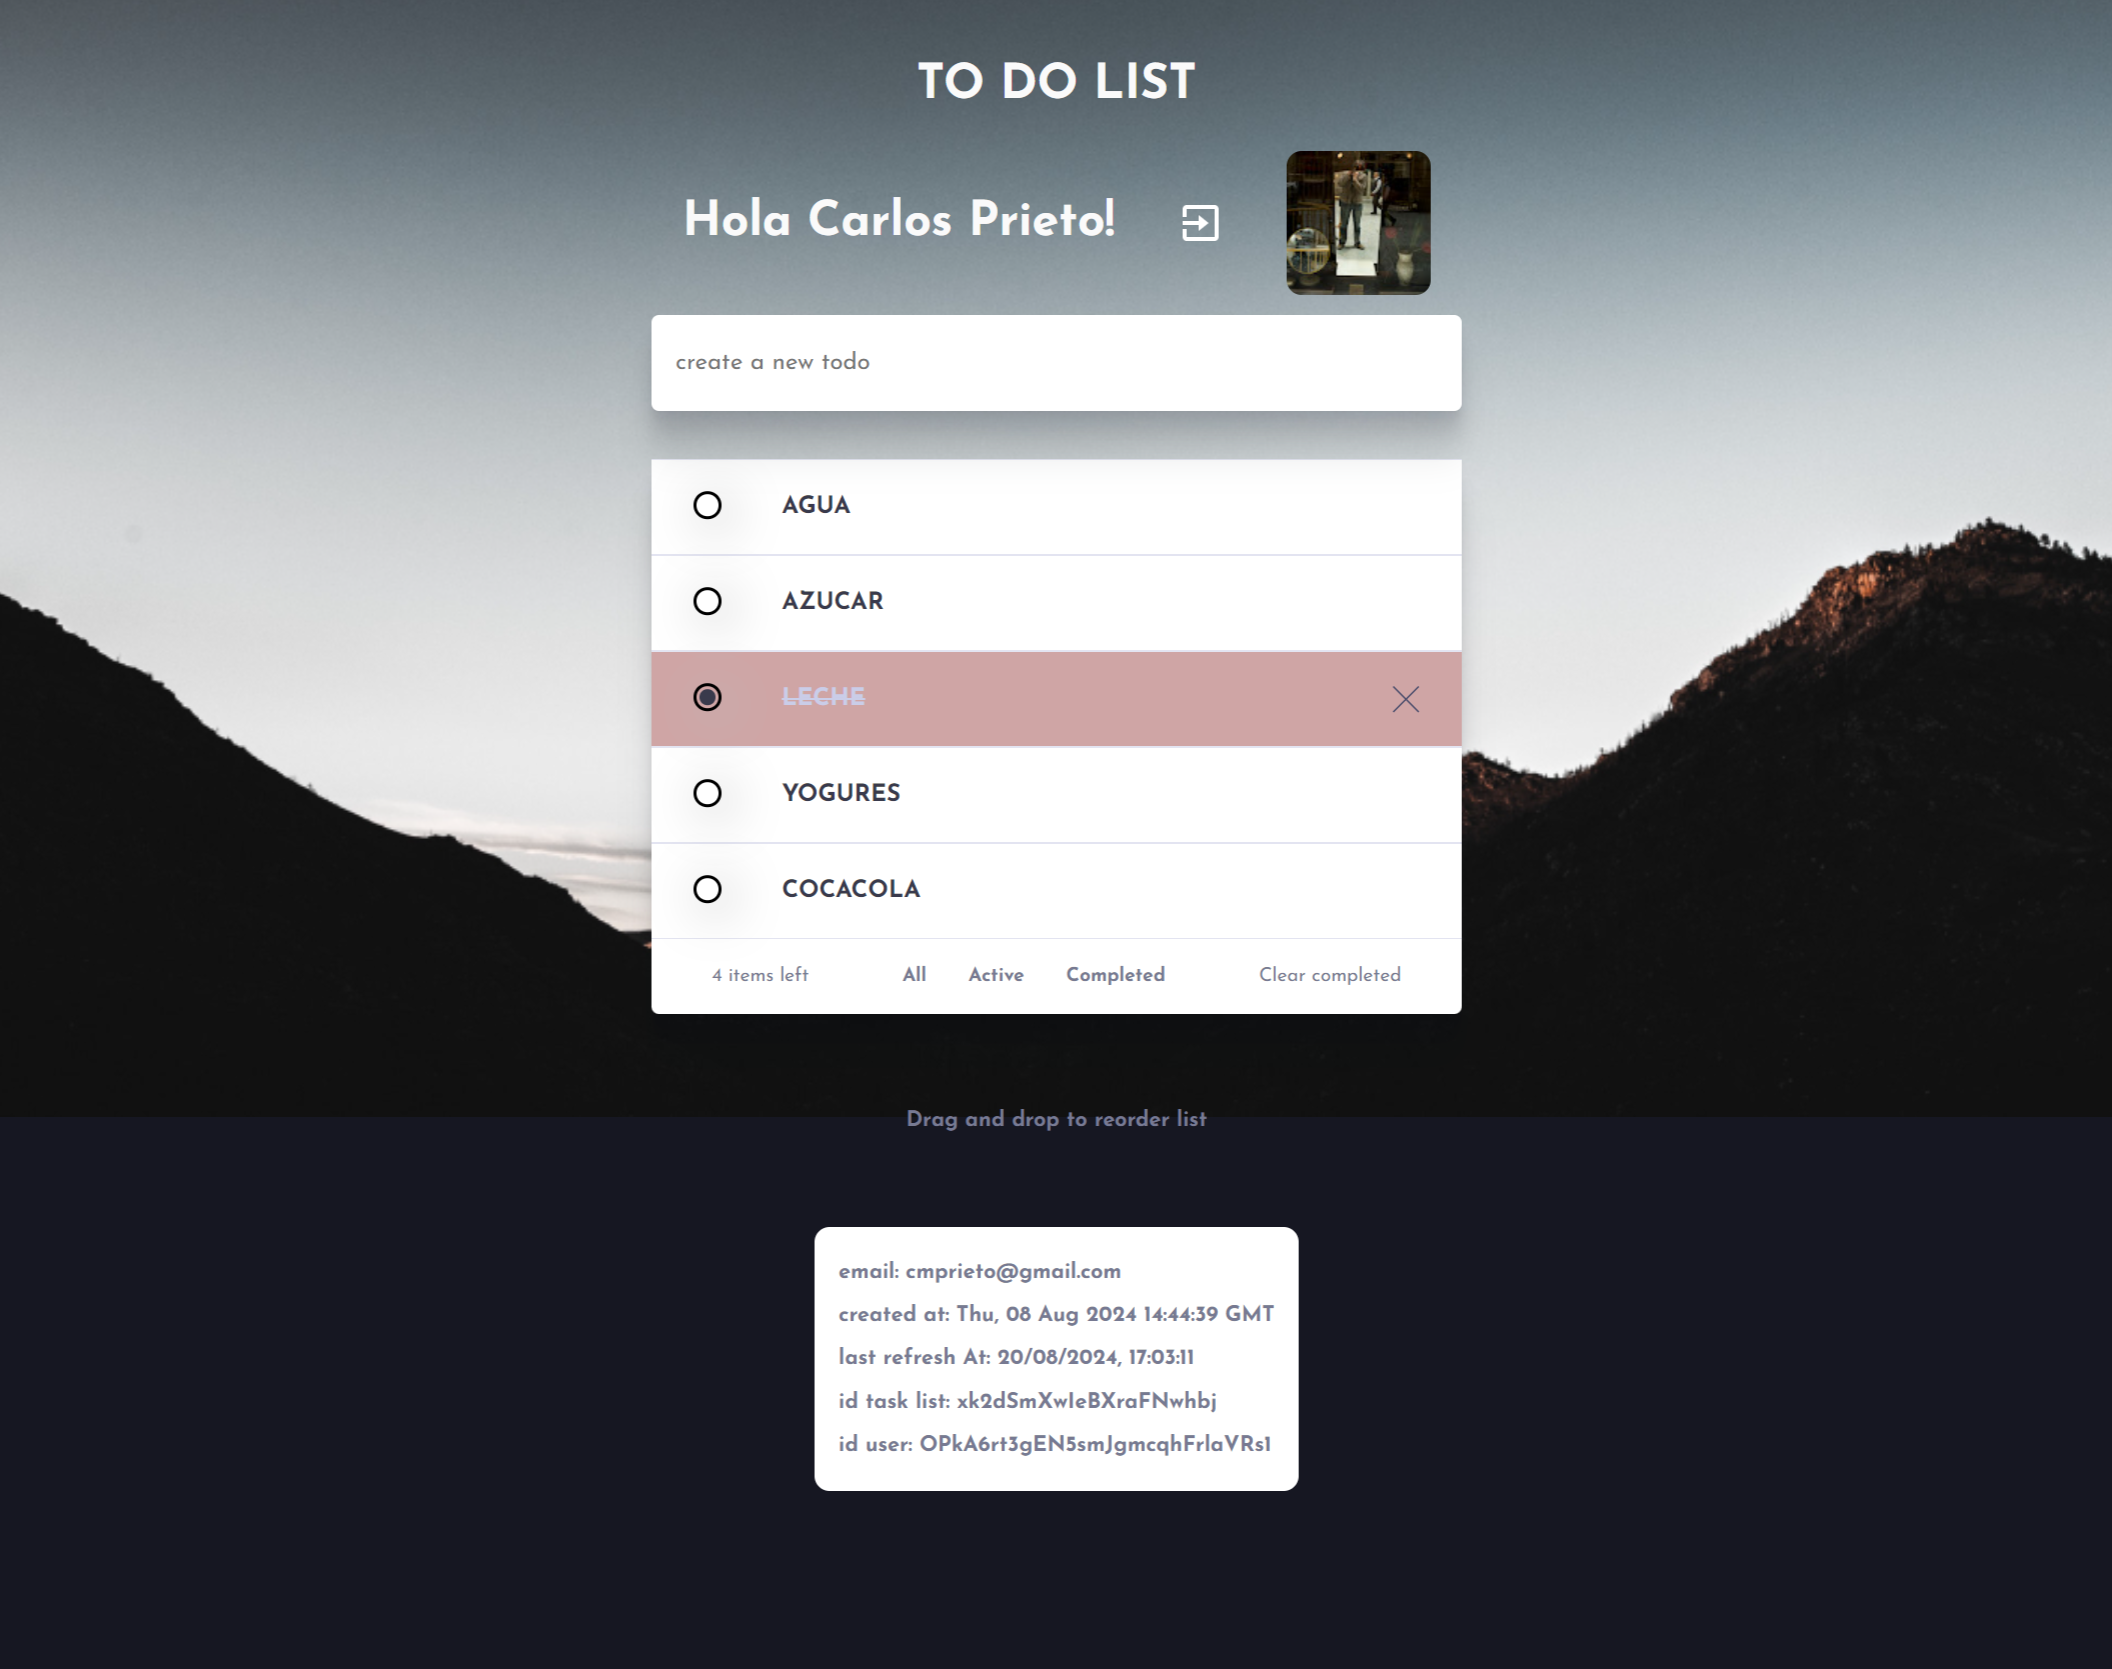 TO DO LIST
Hola Carlos Prieto!
create a new todo
AGUA
AZUCAR
LECHE
YOGURES
COCACOLA
4 items left All Active Completed Clear completed
Drag and drop to reorder list
email: cmprieto@gmail.com
created at: Thu, 08 Aug 2024 14:44:39 GMT
last refresh At: 20/08/2024, 17:03:11
id task list: xk2dSmXwIeBXraFNwhbj
id user: OPkA6rt3gEN5smJgmcqhFrlaVRs1